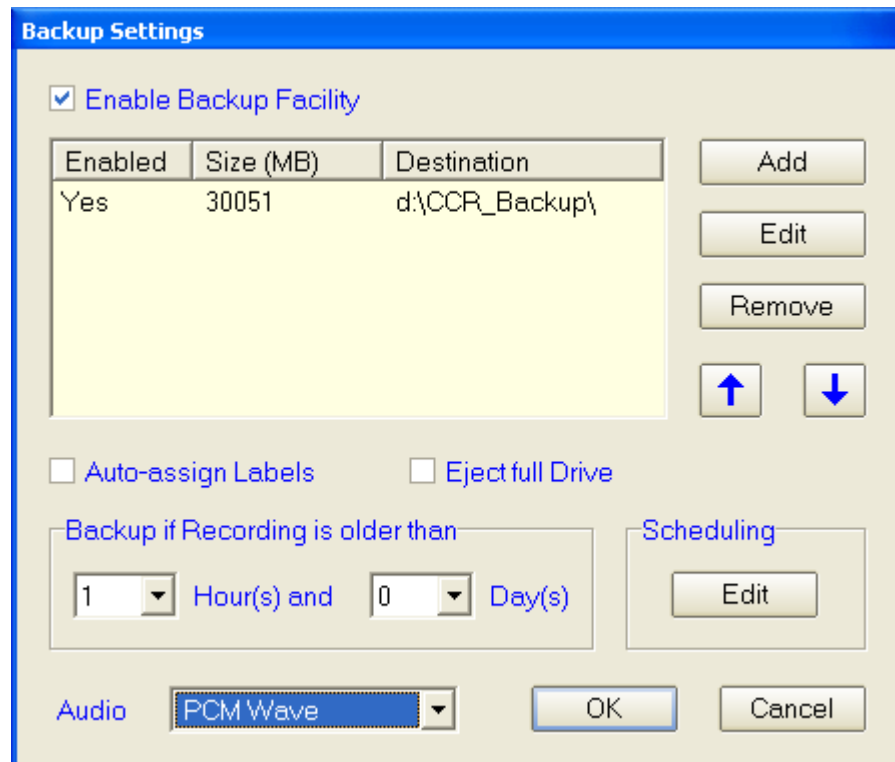 Backup Settings
Enable Backup Facility
Enabled Size (MB) Destination
Yes 30051 d:\CCR_Backup\
Add
Edit
Remove
Auto-assign Labels Eject full Drive
Backup if Recording is older than
1 Hour(s) and 0 Day(s)
Scheduling
Edit
Audio PCM Wave OK Cancel